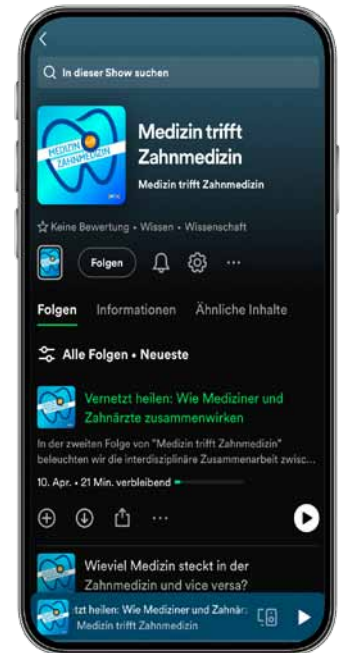 In dieser Show suchen
MEDIZIN
ZAHNMEDIZIN
Medizin trifft
Zahnmedizin
Medizin trifft Zahnmedizin
Keine Bewertung • Wissen • Wissenschaft
Folgen
Folgen Informationen Ähnliche Inhalte
Alle Folgen • Neueste
Vernetzt heilen: Wie Mediziner und
Zahnärzte zusammenwirken
In der zweiten Folge von "Medizin trifft Zahnmedizin"
beleuchten wir die interdisziplinäre Zusammenarbeit zwisc...
10. Apr. • 21 Min. verbleibend
Wieviel Medizin steckt in der
Zahnmedizin und vice versa?
tzt heilen: Wie Mediziner und Zahnär
Medizin trifft Zahnmedizin